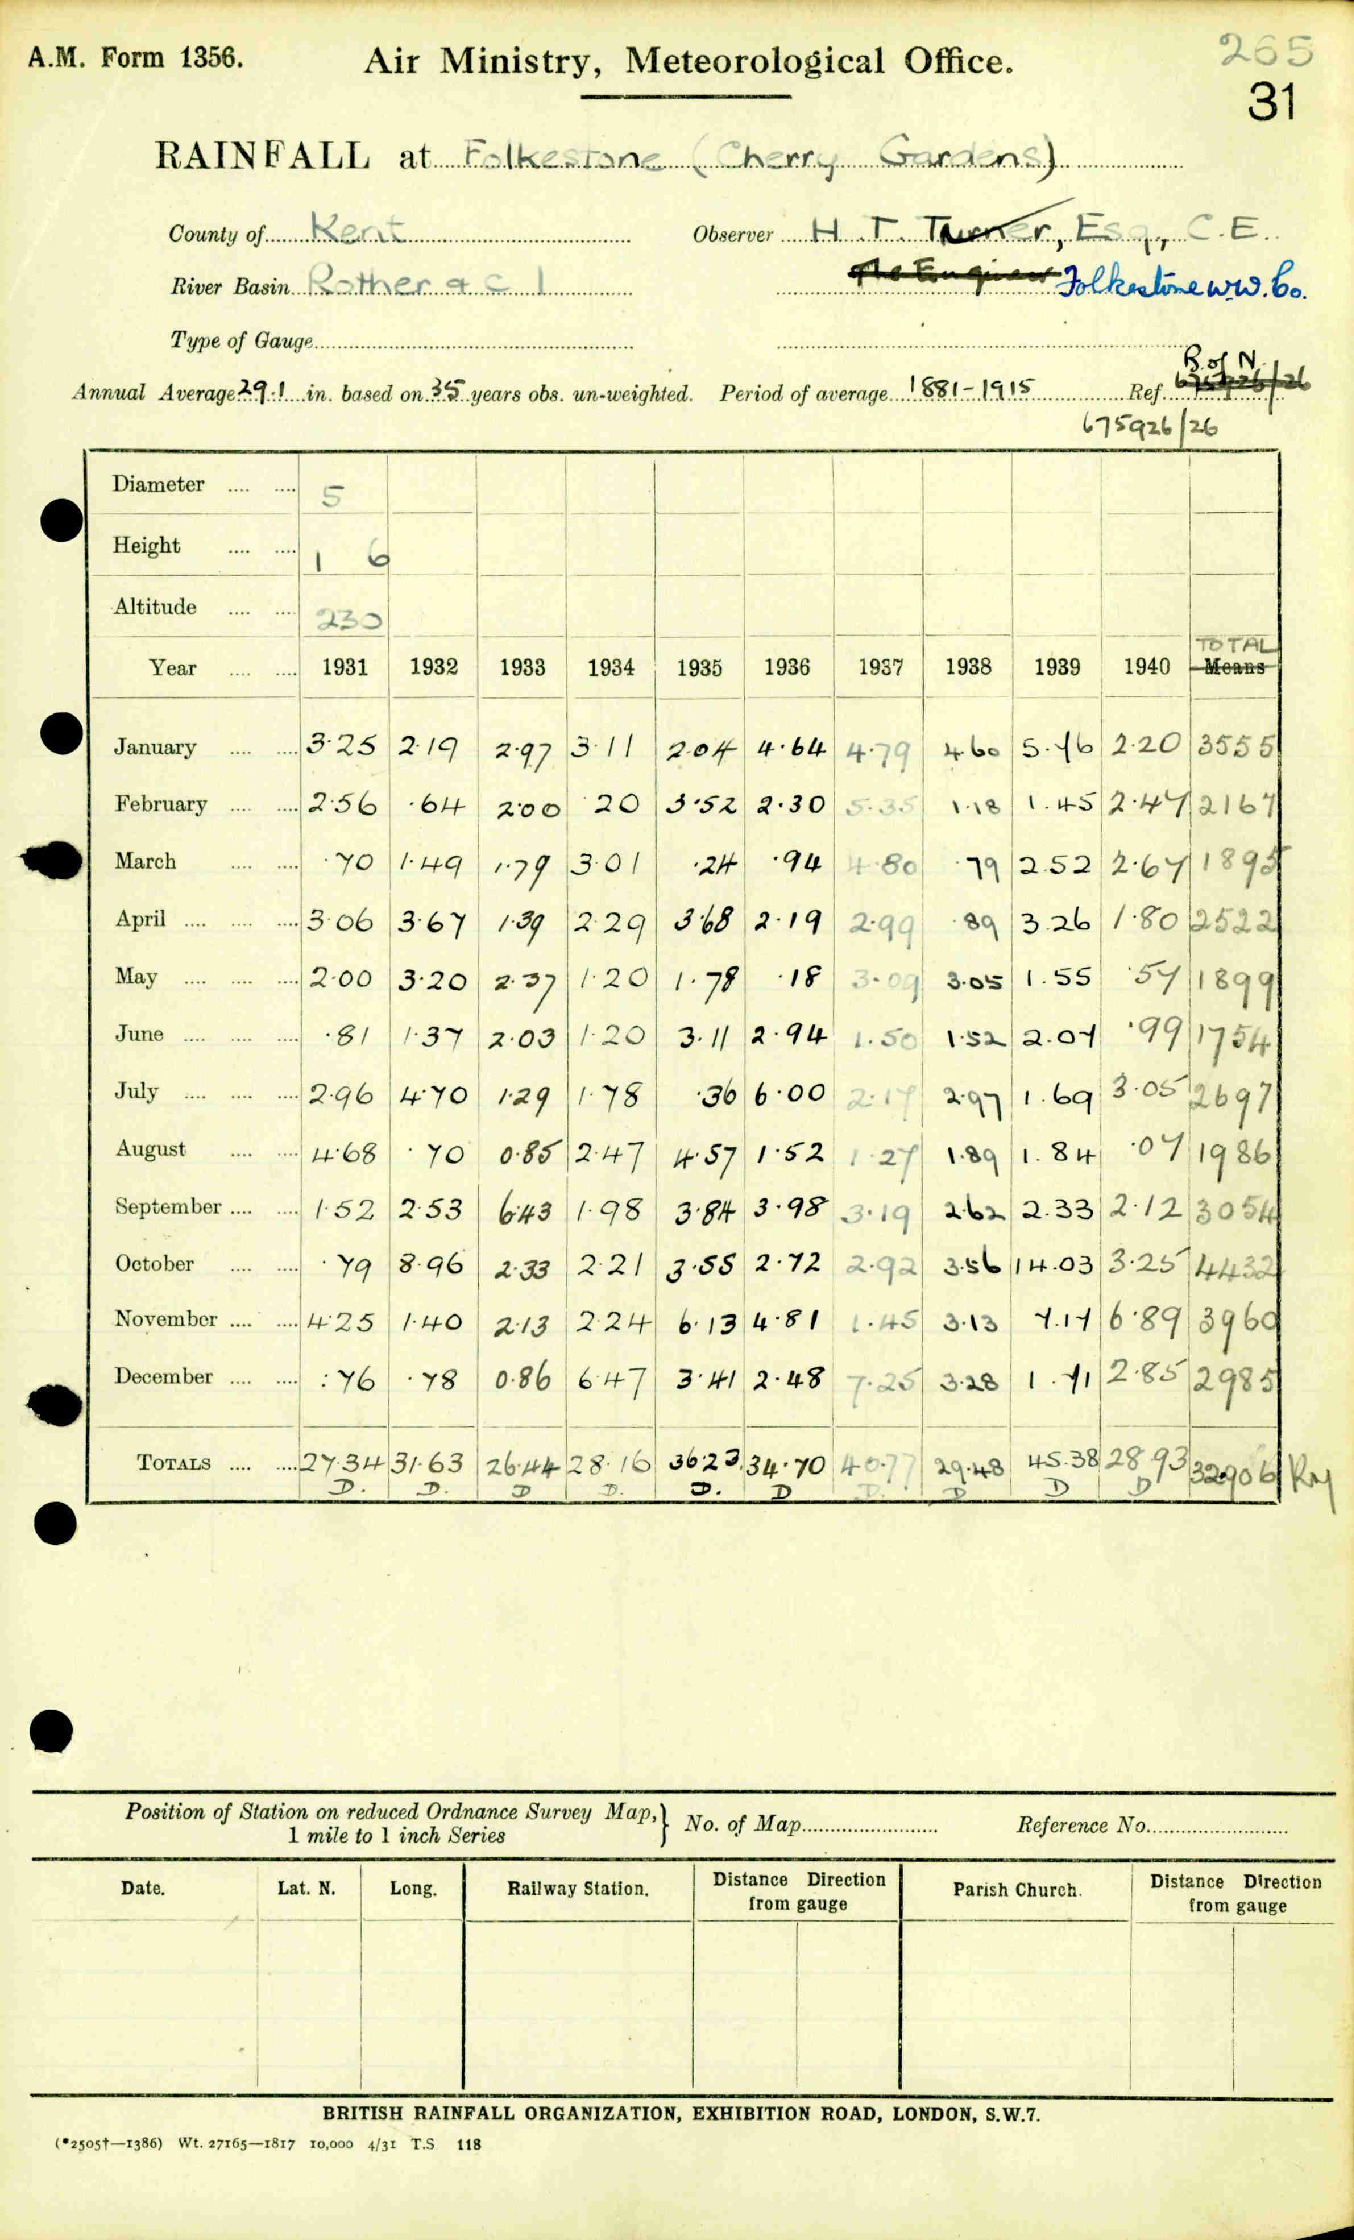 A.M. Form 1356.
Air Ministry, Meteorological Office.
265
31
RAINFALL at Folkestone (Cherry Gardens)
County of Kent Observer H. T. Turner, Esq., C.E.
River Basin Rother & C 1 The Engineer Folkestone W.W. Co.
Type of Gauge
R of N.
Annual Average 29.1 in. based on 35 years obs. un-weighted. Period of average 1881-1915 Ref.
675926/26
Diameter 5
Height 1 6
Altitude 230
TOTAL
Year 1931 1932 1933 1934 1935 1936 1937 1938 1939 1940 Means
January 3.25 2.19 2.97 3.11 2.04 4.64 4.79 4.60 5.76 2.20 3555
February 2.56 .64 2.00 .20 3.52 2.30 5.35 1.18 1.45 2.47 2167
March .70 1.49 1.79 3.01 .24 .94 4.80 .79 2.52 2.67 1895
April 3.06 3.67 1.39 2.29 3.68 2.19 2.99 .89 3.26 1.80 2522
May 2.00 3.20 2.37 1.20 1.78 .18 3.09 3.05 1.55 .57 1899
June .81 1.37 2.03 1.20 3.11 2.94 1.50 1.52 2.07 .99 1754
July 2.96 4.70 1.29 1.78 .36 6.00 2.17 2.97 1.69 3.05 2697
August 4.68 .70 0.85 2.47 4.57 1.52 1.27 1.89 1.84 .07 1986
September 1.52 2.53 6.43 1.98 3.84 3.98 3.19 2.62 2.33 2.12 3054
October .79 8.96 2.33 2.21 3.55 2.72 2.92 3.56 14.03 3.25 4432
November 4.25 1.40 2.13 2.24 6.13 4.81 1.45 3.13 7.17 6.89 3960
December .76 .78 0.86 6.47 3.41 2.48 7.25 3.28 1.71 2.85 2985
TOTALS 27.34 31.63 26.44 28.16 36.23 34.70 40.77 29.48 45.38 28.93 32906
D. D. D D. D. D D. D D D
Position of Station on reduced Ordnance Survey Map, } No. of Map Reference No.
1 mile to 1 inch Series
Date. Lat. N. Long. Railway Station. Distance Direction from gauge Parish Church. Distance Direction from gauge
BRITISH RAINFALL ORGANIZATION, EXHIBITION ROAD, LONDON, S.W.7.
(*2505†—1386) Wt. 27165—1817 10,000 4/31 T.S 118